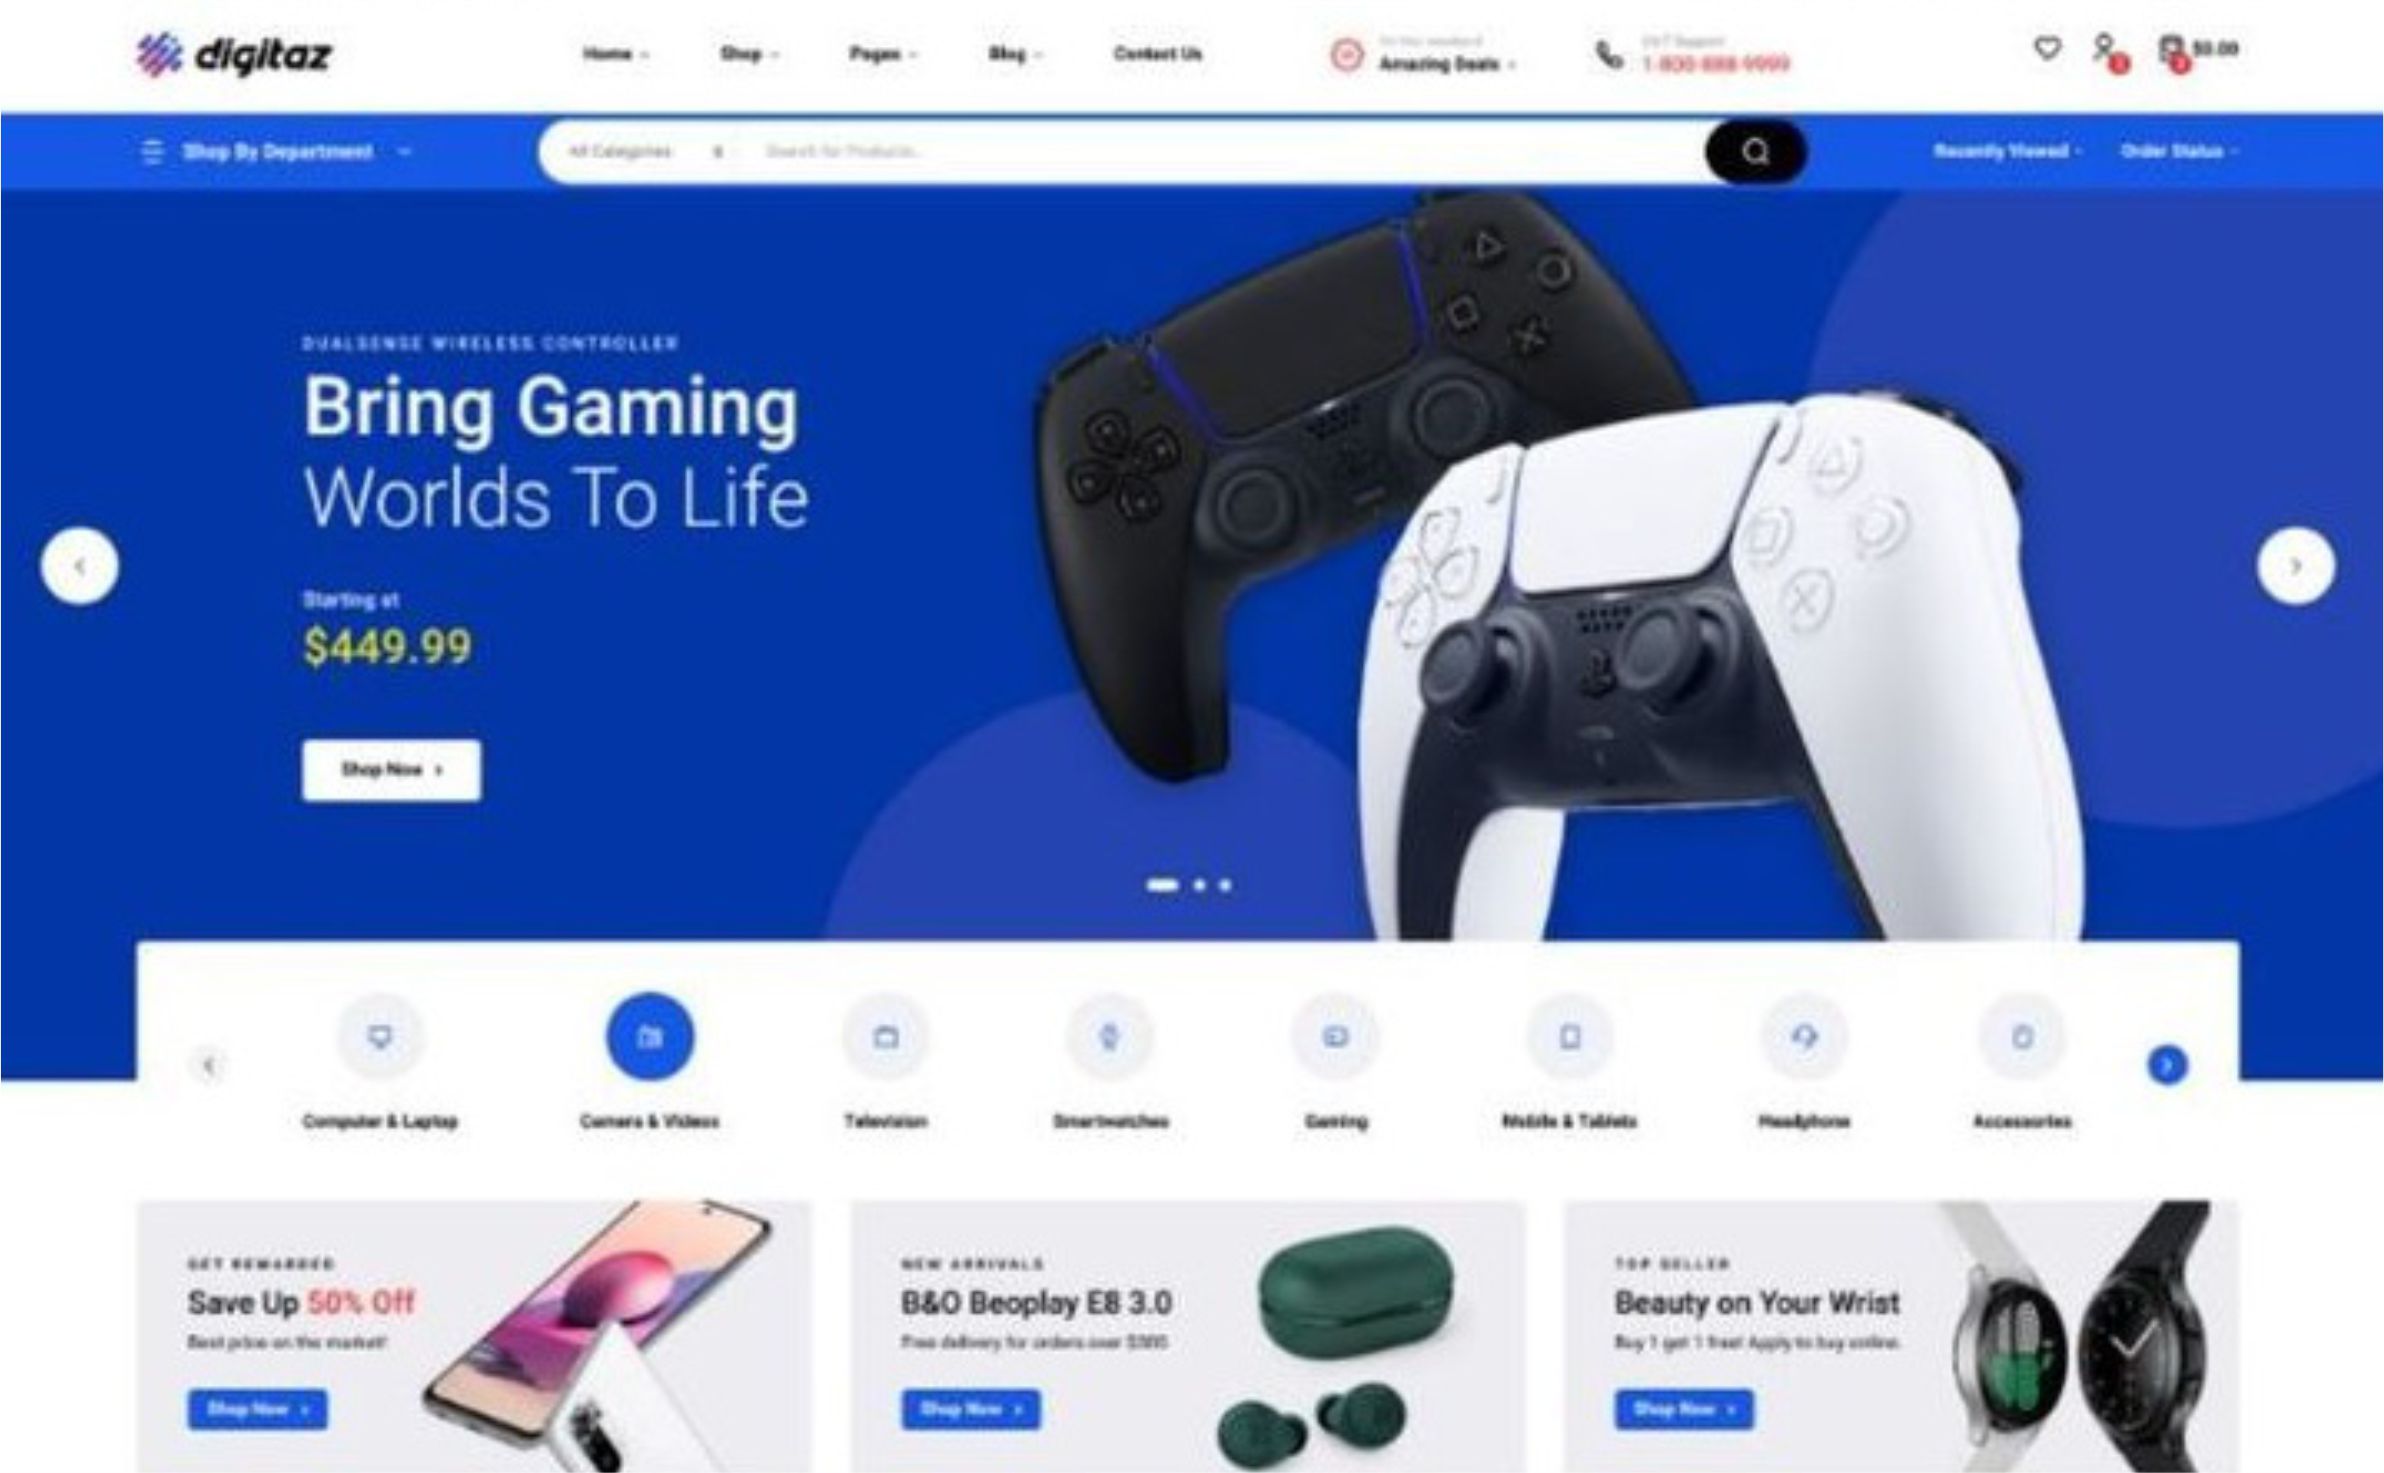 digitaz
Home
Shop
Pages
Blog
Contact Us
Amazing Deals
24/7 Support
1-800-888-9999
$0.00
Shop By Department
All Categories
Search for Products...
Recently Viewed
Order Status
DUALSENSE WIRELESS CONTROLLER
Bring Gaming
Worlds To Life
Starting at
$449.99
Shop Now
Computer & Laptop
Camera & Videos
Television
Smartwatches
Gaming
Mobile & Tablets
Headphone
Accessories
GET REWARDED
Save Up 50% Off
Best price on the market!
Shop Now
NEW ARRIVALS
B&O Beoplay E8 3.0
Free delivery for orders over
Shop Now
TOP SELLER
Beauty on Your Wrist
Buy 1 get 1 free! Apply to buy online.
Shop Now